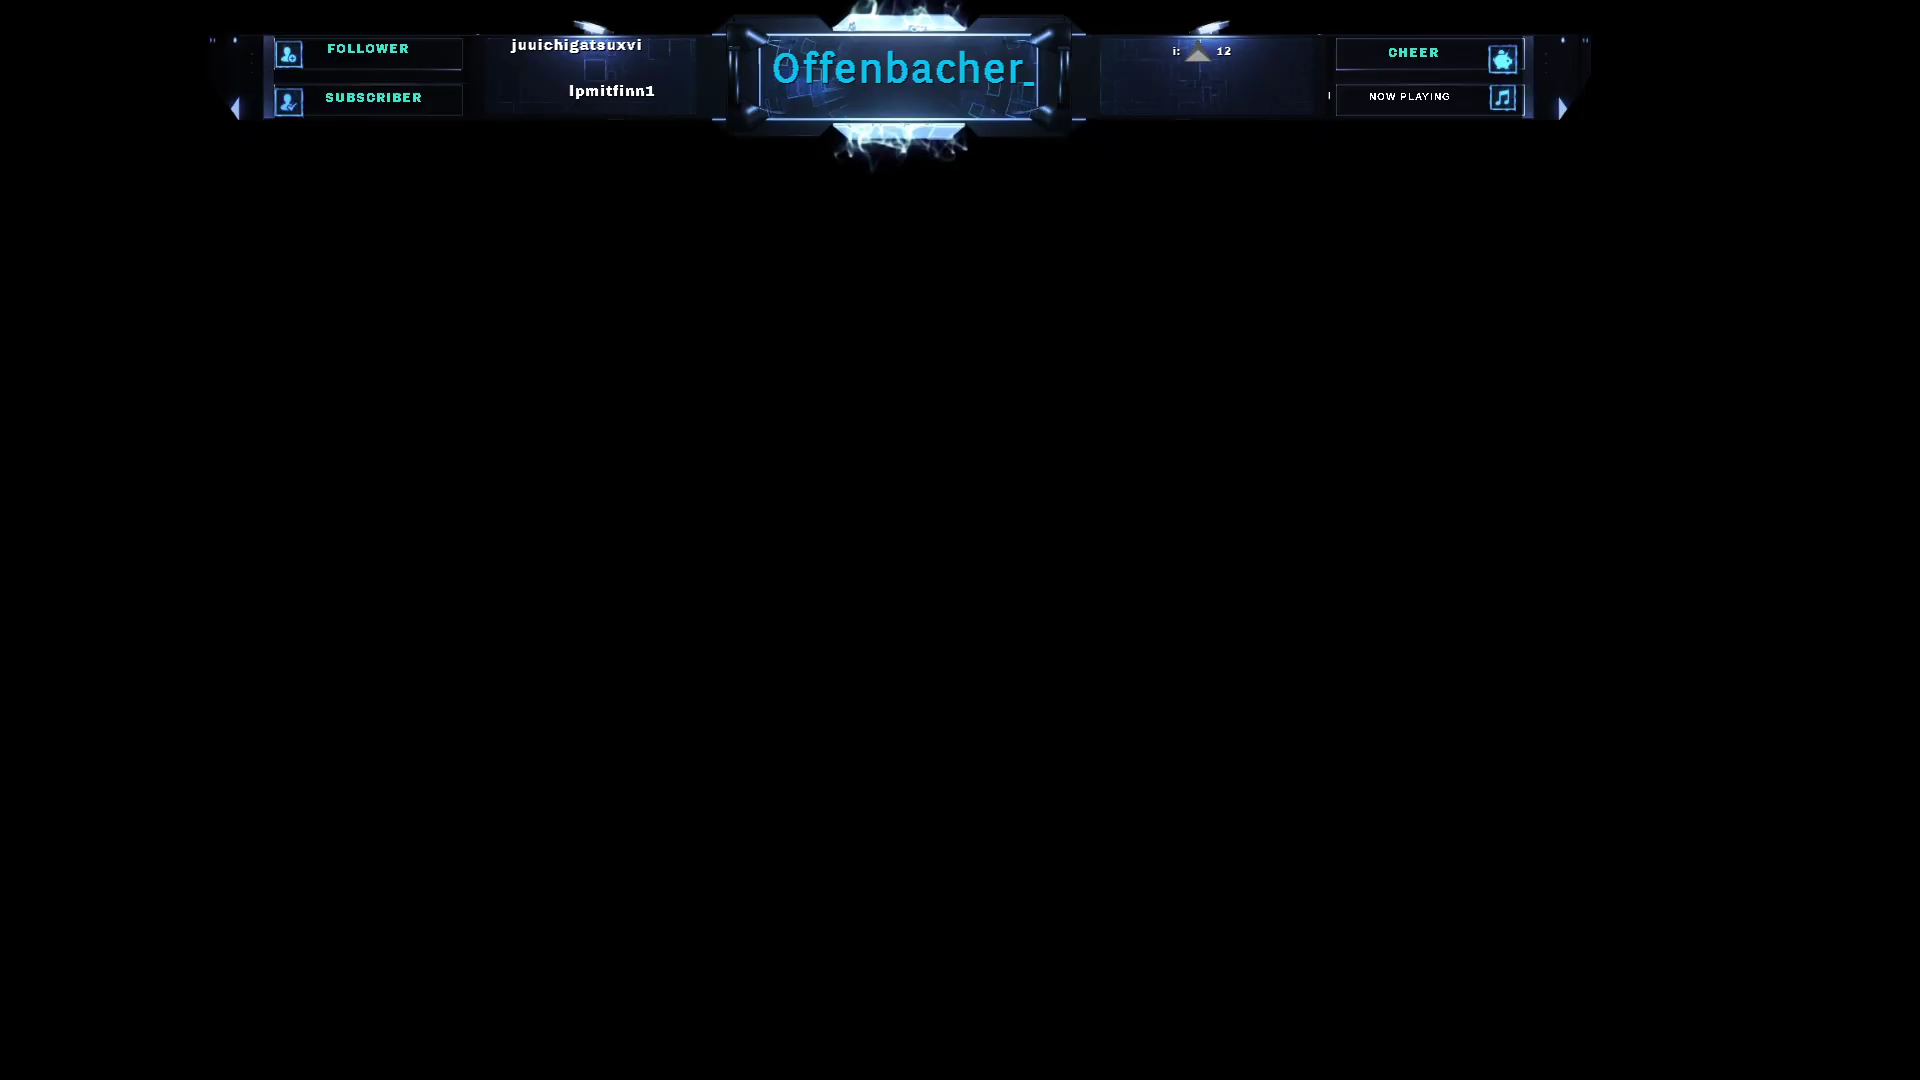 FOLLOWER
juuichigatsuxvi
SUBSCRIBER
lpmitfinn1
Offenbacher_
i: 12
CHEER
NOW PLAYING